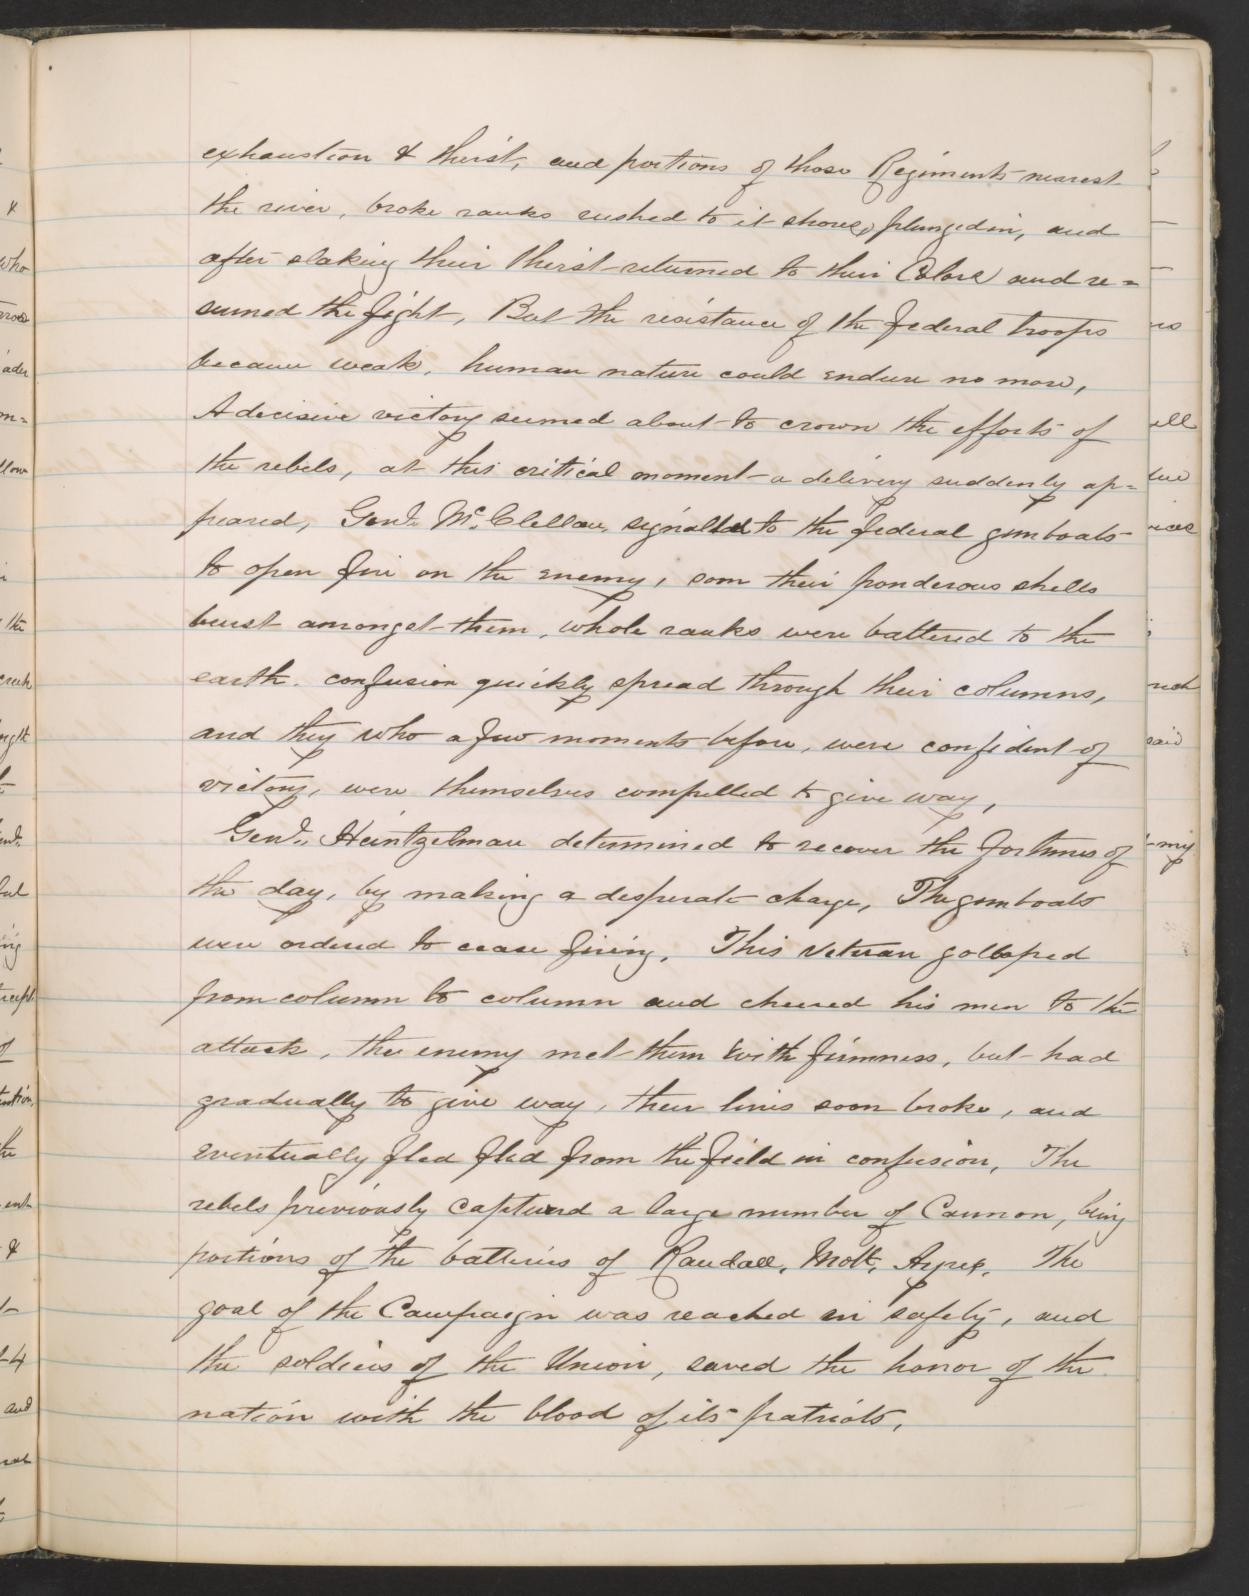 exhaustion & thirst, and portions of those Regiments nearest
the river, broke ranks rushed to it shores, plunged in, and
after slaking their thirst returned to their Colors and re=
sumed the fight, But the resistance of the federal troops
became weak, human nature could endure no more,
A decisive victory seemed about to crown the efforts of
the rebels, at this critical moment a delivery suddenly ap=
peared, Genl. McClellan, signalled to the federal gunboats
to open fire on the enemy, soon their ponderous shells
burst amongst them, whole ranks were battered to the
earth. confusion quickly spread through their columns,
and they who a few moments before, were confident of
victory, were themselves compelled to give way,
Genl. Heintzelman determined to recover the fortunes of
the day, by making a desperate charge, The gunboats
were ordered to cease firing, This veteran golloped
from column to column and cheered his men to the
attack, the enemy met them with firmness, but had
gradually to give way, their lines soon broke, and
eventually fled fled from the field in confusion, The
rebels previously captured a large number of Cannon, being
portions of the batteries of Randall, Mott, Ayres. The
goal of the Campaign was reached in safety, and
the soldiers of the Union, saved the honor of the
nation with the blood of its patriots,